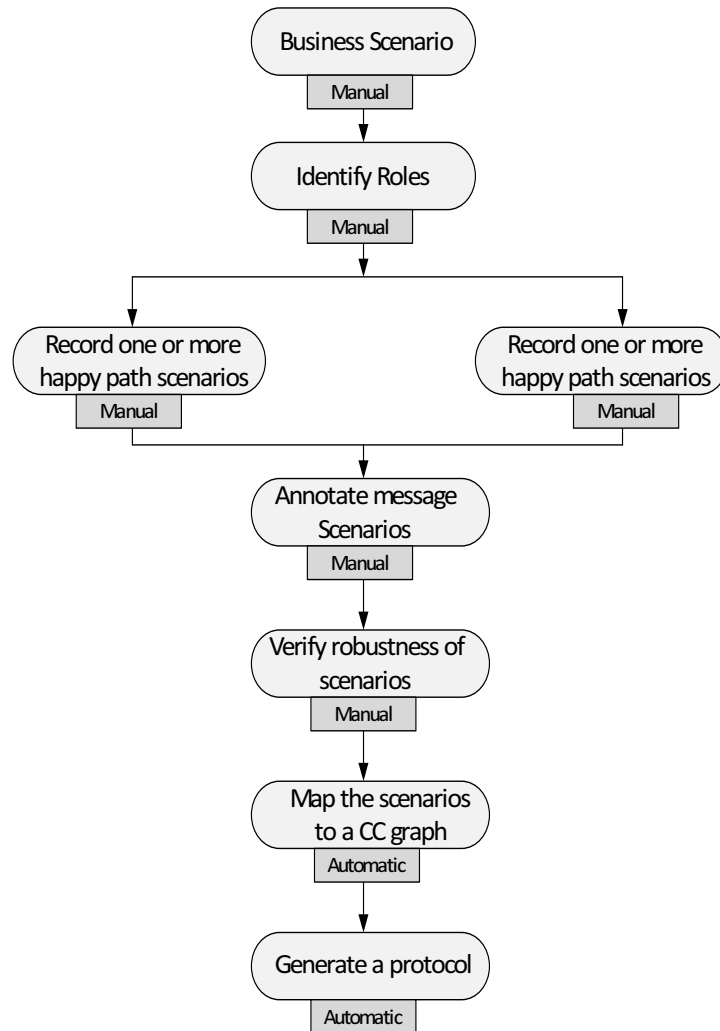 Business Scenario
Manual
Identify Roles
Manual
Record one or more
happy path scenarios
Manual
Record one or more
happy path scenarios
Manual
Annotate message
Scenarios
Manual
Verify robustness of
scenarios
Manual
Map the scenarios
to a CC graph
Automatic
Generate a protocol
Automatic